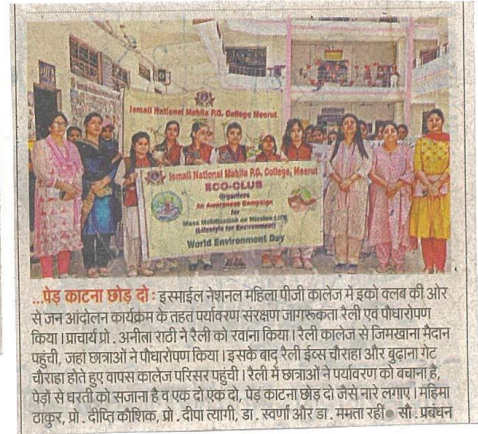 Ismail National Mahila P.G. College Meerut
Ismail National Mahila P.G. College, Meerut
ECO-CLUB
Organizes
An Awareness Campaign
for
Mass Mobilization on Mission LiFE
(Lifestyle for Environment)
World Environment Day
...पेड़ काटना छोड़ दो : इस्माईल नेशनल महिला पीजी कालेज में इको क्लब की ओर
से जन आंदोलन कार्यक्रम के तहत पर्यावरण संरक्षण जागरूकता रैली एवं पौधारोपण
किया। प्राचार्य प्रो . अनीता राठी ने रैली को रवाना किया। रैली कालेज से जिमखाना मैदान
पहुंची, जहां छात्राओं ने पौधारोपण किया। इसके बाद रैली ईव्स चौराहा और बुढ़ाना गेट
चौराहा होते हुए वापस कालेज परिसर पहुंची। रैली में छात्राओं ने पर्यावरण को बचाना है,
पेड़ों से धरती को सजाना है व एक दो एक दो, पेड़ काटना छोड़ दो जैसे नारे लगाए। महिमा
ठाकुर, प्रो . दीप्ति कौशिक, प्रो . दीपा त्यागी, डा. स्वर्णा और डा. ममता रहीं● सौ . प्रबंधन